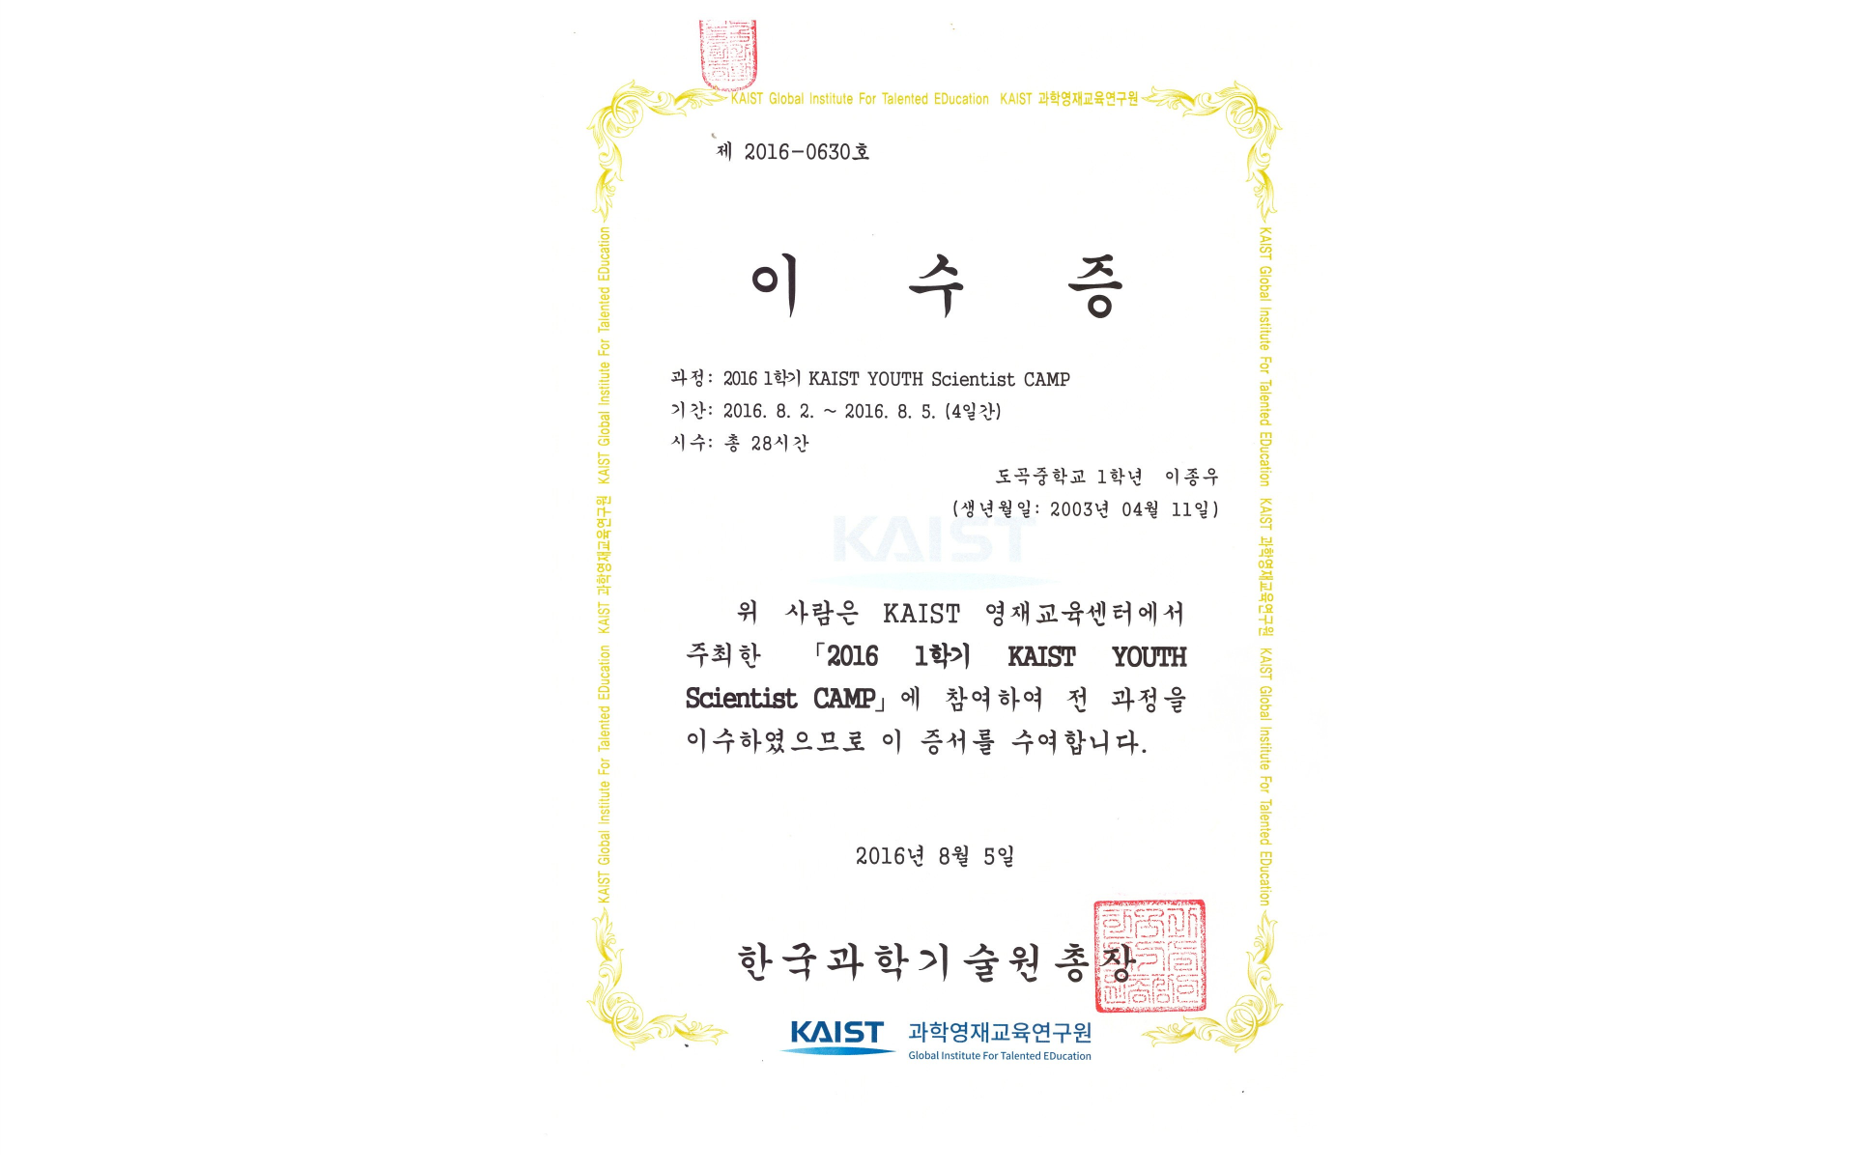 KAIST Global Institute For Talented EDucation KAIST 과학영재교육연구원
제 2016-0630호
이 수 증
과정: 2016 1학기 KAIST YOUTH Scientist CAMP
기간: 2016. 8. 2. ~ 2016. 8. 5. (4일간)
시수: 총 28시간
도곡중학교 1학년 이종우
(생년월일: 2003년 04월 11일)
KAIST
위 사람은 KAIST 영재교육센터에서
주최한 「2016 1학기 KAIST YOUTH
Scientist CAMP」에 참여하여 전 과정을
이수하였으므로 이 증서를 수여합니다.
2016년 8월 5일
한국과학기술원총장
KAIST 과학영재교육연구원
Global Institute For Talented EDucation
KAIST Global Institute For Talented EDucation KAIST 과학영재교육연구원 KAIST Global Institute For Talented EDucation
KAIST Global Institute For Talented EDucation KAIST 과학영재교육연구원 KAIST Global Institute For Talented EDucation